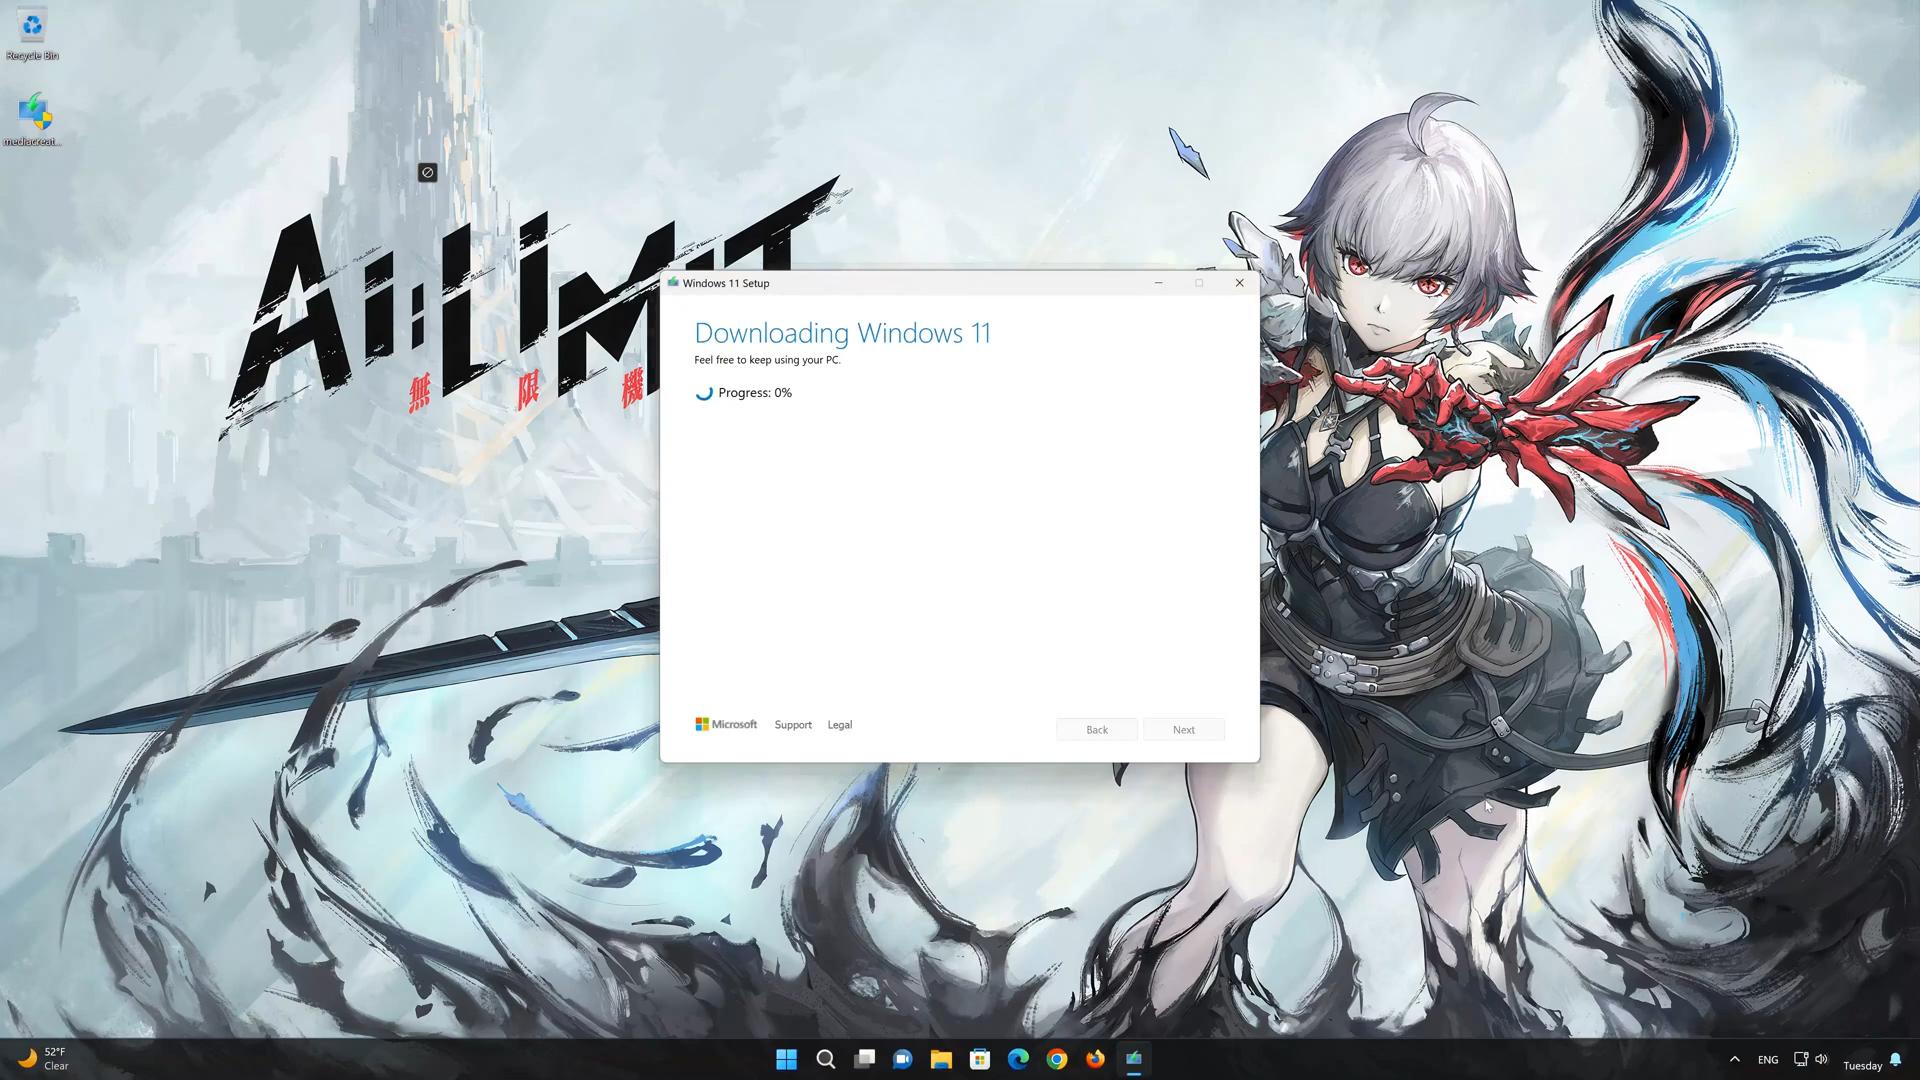 Recycle Bin
mediacreat...
Ai:LiMiT
無 限 機
Windows 11 Setup
Downloading Windows 11
Feel free to keep using your PC.
Progress: 0%
Microsoft Support Legal
Back Next
52°F
Clear
ENG
Tuesday